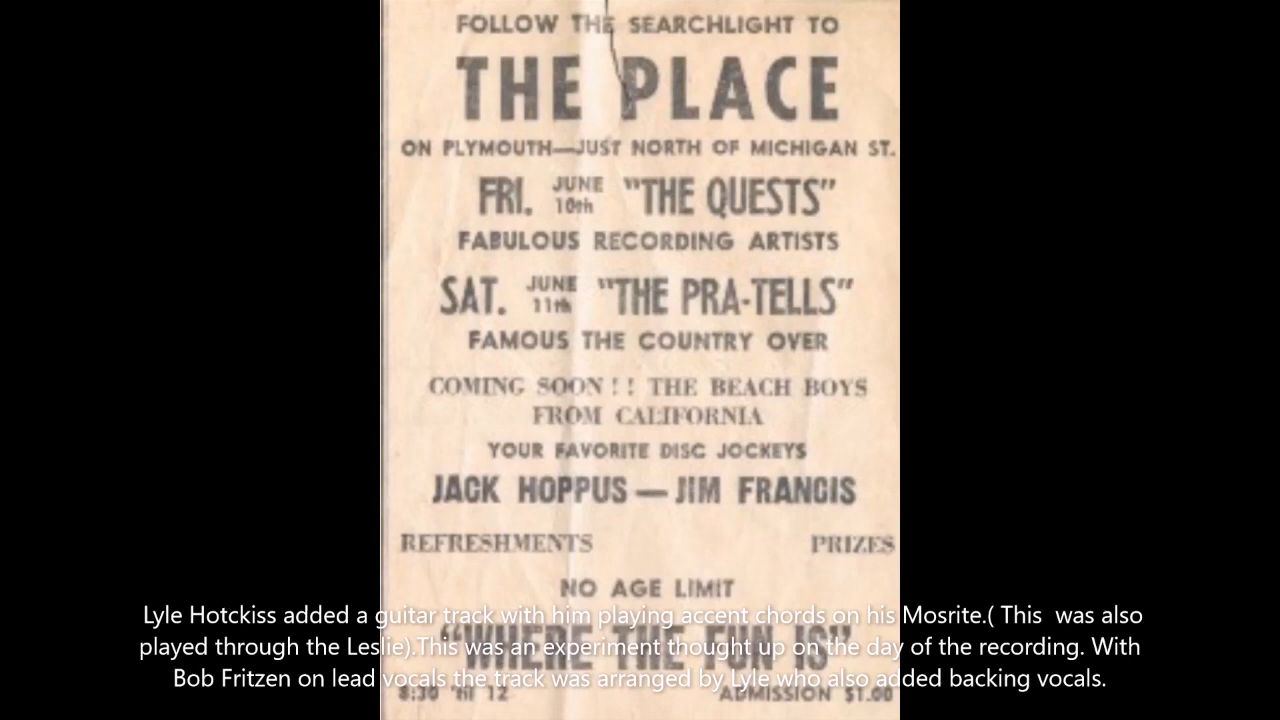 FOLLOW THE SEARCHLIGHT TO
THE PLACE
ON PLYMOUTH—JUST NORTH OF MICHIGAN ST.
FRI. JUNE 10th "THE QUESTS"
FABULOUS RECORDING ARTISTS
SAT. JUNE 11th "THE PRA-TELLS"
FAMOUS THE COUNTRY OVER
COMING SOON!! THE BEACH BOYS
FROM CALIFORNIA
YOUR FAVORITE DISC JOCKEYS
JACK HOPPUS — JIM FRANCIS
REFRESHMENTS PRIZES
NO AGE LIMIT
Lyle Hotckiss added a guitar track with him playing accent chords on his Mosrite.( This was also
"WHERE THE FUN IS"
played through the Leslie).This was an experiment thought up on the day of the recording. With
Bob Fritzen on lead vocals the track was arranged by Lyle who also added backing vocals.
8:30 'til 12 ADMISSION $1.00